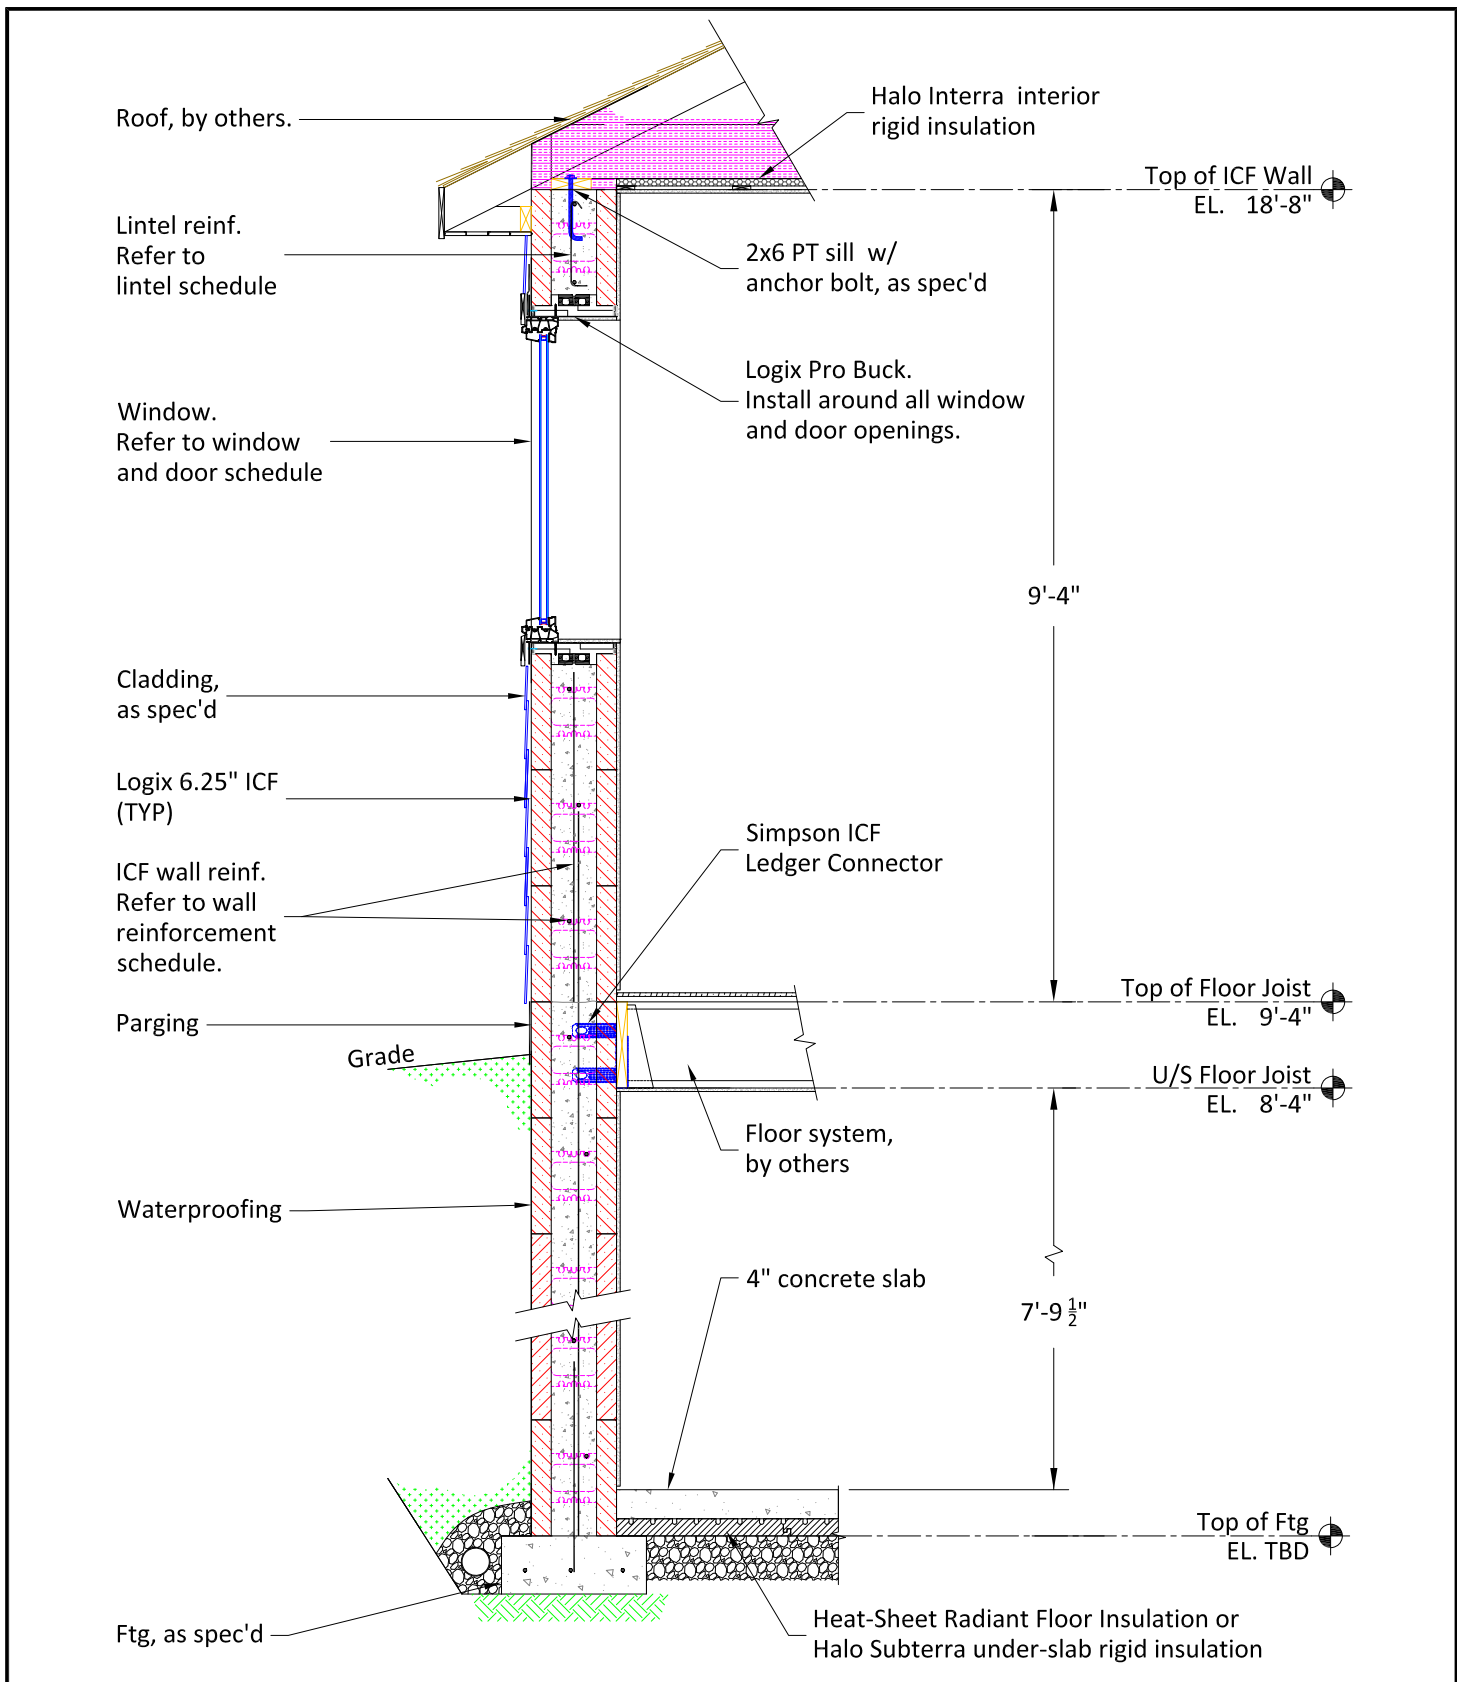 Roof, by others.
Halo Interra interior
rigid insulation
Top of ICF Wall
EL. 18'-8"
Lintel reinf.
Refer to
lintel schedule
2x6 PT sill w/
anchor bolt, as spec'd
Logix Pro Buck.
Install around all window
and door openings.
Window.
Refer to window
and door schedule
9'-4"
Cladding,
as spec'd
Logix 6.25" ICF
(TYP)
Simpson ICF
Ledger Connector
ICF wall reinf.
Refer to wall
reinforcement
schedule.
Top of Floor Joist
EL. 9'-4"
Parging
Grade
U/S Floor Joist
EL. 8'-4"
Floor system,
by others
Waterproofing
4" concrete slab
7'-9 1/2"
Top of Ftg
EL. TBD
Ftg, as spec'd
Heat-Sheet Radiant Floor Insulation or
Halo Subterra under-slab rigid insulation